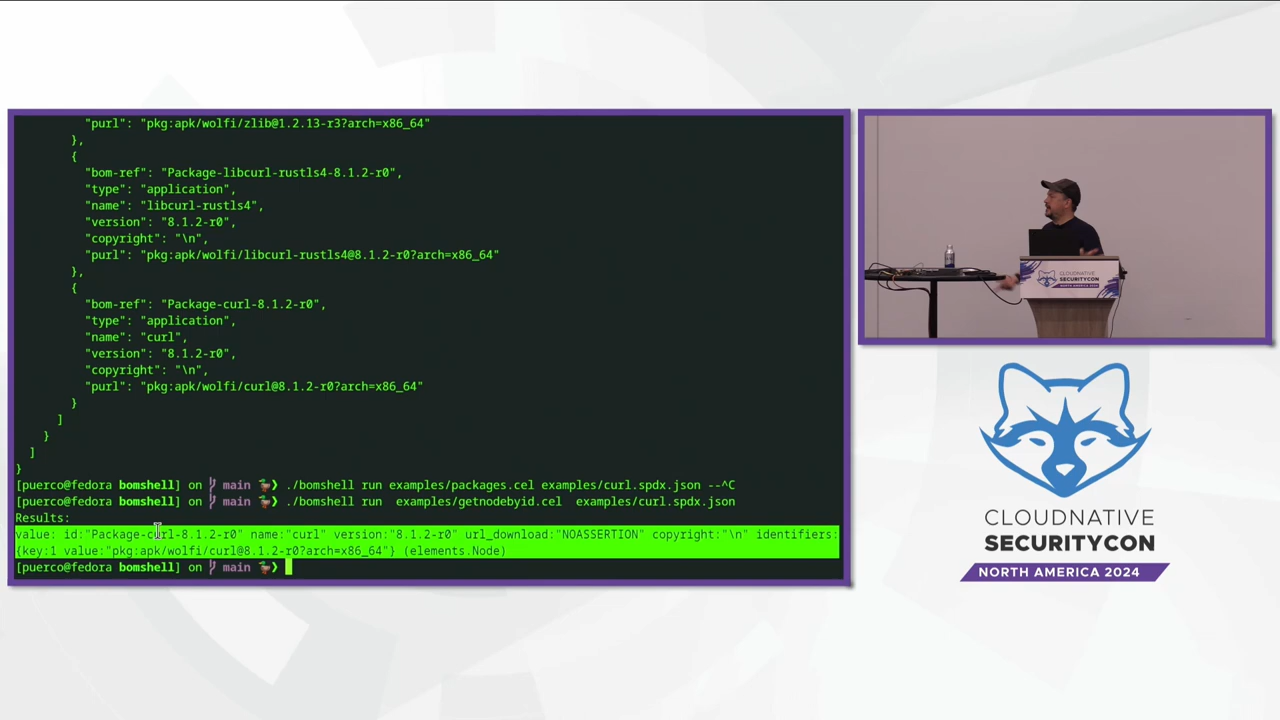 "purl": "pkg:apk/wolfi/zlib@1.2.13-r3?arch=x86_64"
},
{
"bom-ref": "Package-libcurl-rustls4-8.1.2-r0",
"type": "application",
"name": "libcurl-rustls4",
"version": "8.1.2-r0",
"copyright": "\n",
"purl": "pkg:apk/wolfi/libcurl-rustls4@8.1.2-r0?arch=x86_64"
},
{
"bom-ref": "Package-curl-8.1.2-r0",
"type": "application",
"name": "curl",
"version": "8.1.2-r0",
"copyright": "\n",
"purl": "pkg:apk/wolfi/curl@8.1.2-r0?arch=x86_64"
}
]
}
]
}
[puerco@fedora bomshell] on main ❯ ./bomshell run examples/packages.cel examples/curl.spdx.json --^C
[puerco@fedora bomshell] on main ❯ ./bomshell run  examples/getnodebyid.cel  examples/curl.spdx.json
Results:
value: id:"Package-curl-8.1.2-r0" name:"curl" version:"8.1.2-r0" url_download:"NOASSERTION" copyright:"\n" identifiers:
{key:1 value:"pkg:apk/wolfi/curl@8.1.2-r0?arch=x86_64"} (elements.Node)
[puerco@fedora bomshell] on main ❯
CLOUDNATIVE
SECURITYCON
NORTH AMERICA 2024
CLOUDNATIVE
SECURITYCON
NORTH AMERICA 2024